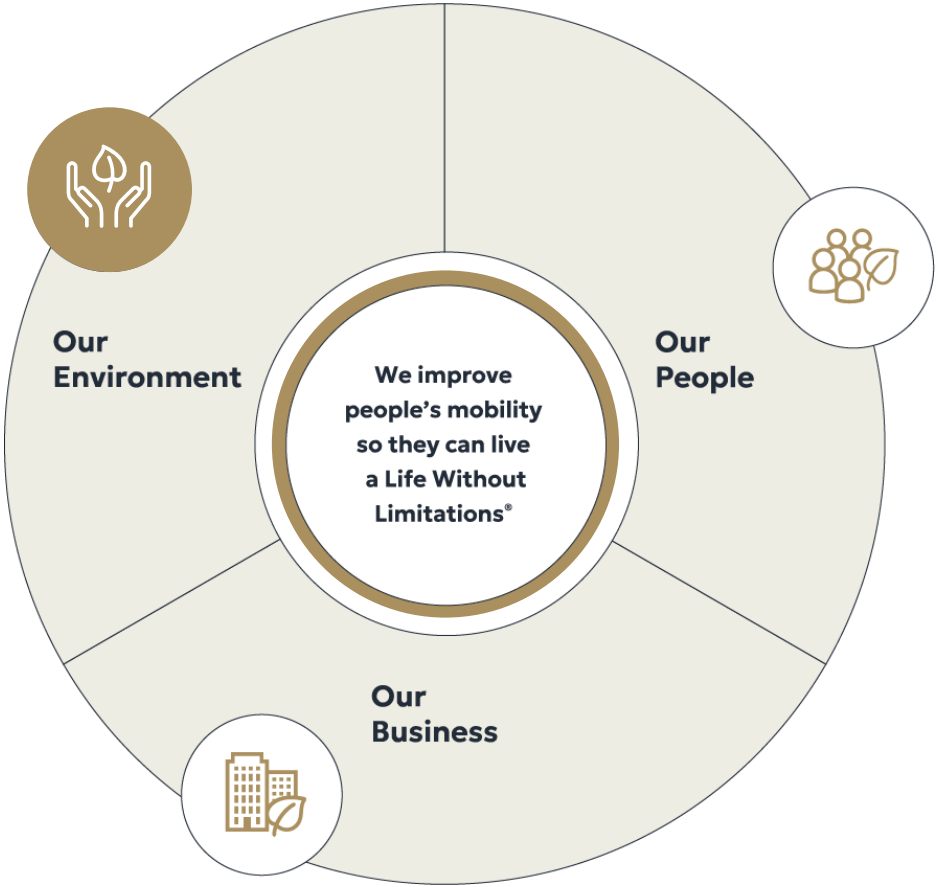 Our
Environment
We improve
people’s mobility
so they can live
a Life Without
Limitations®
Our
People
Our
Business